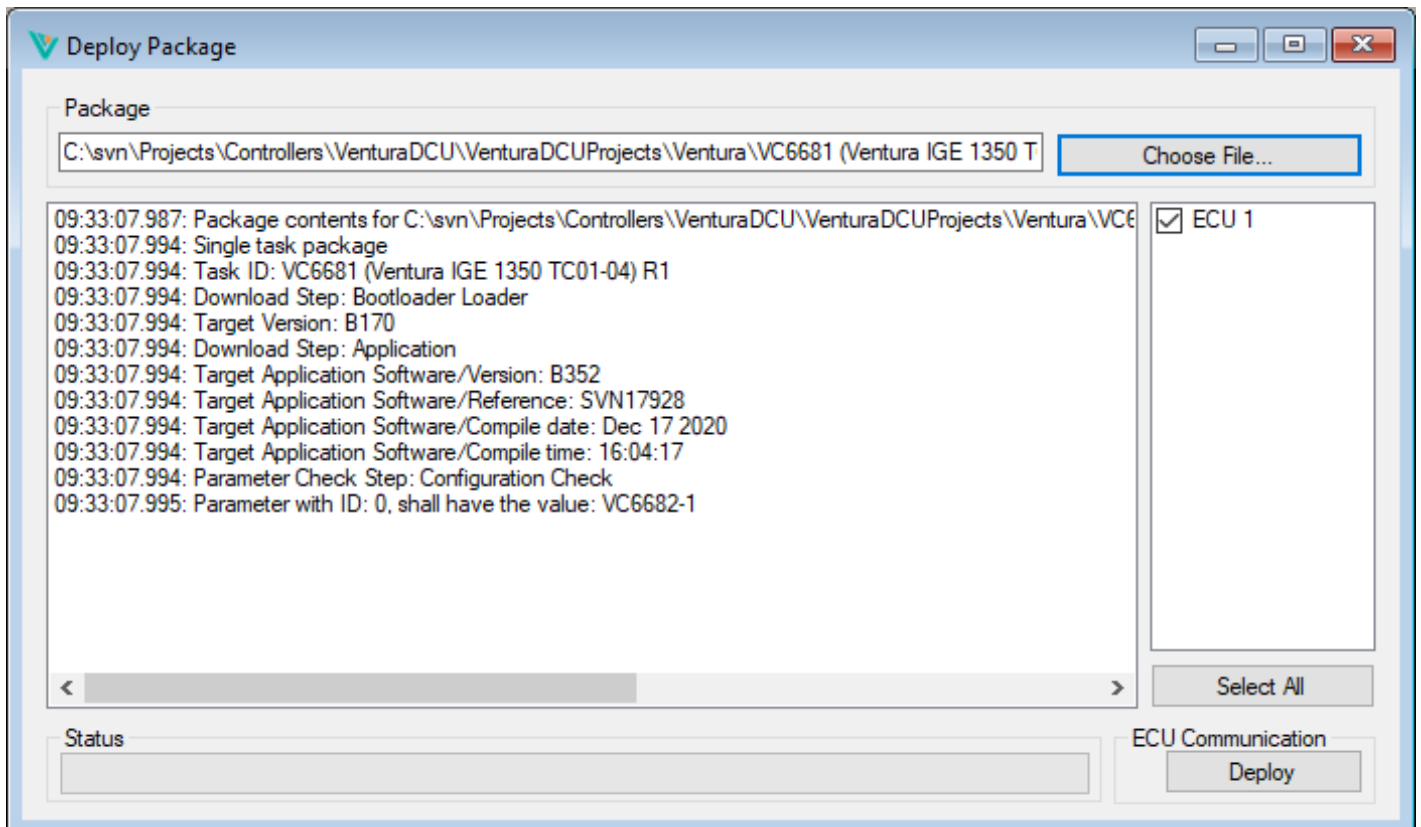 Deploy Package
Package
C:\svn\Projects\Controllers\VenturaDCU\VenturaDCUProjects\Ventura\VC6681 (Ventura IGE 1350 T
Choose File...
09:33:07.987: Package contents for C:\svn\Projects\Controllers\VenturaDCU\VenturaDCUProjects\Ventura\VC6
09:33:07.994: Single task package
09:33:07.994: Task ID: VC6681 (Ventura IGE 1350 TC01-04) R1
09:33:07.994: Download Step: Bootloader Loader
09:33:07.994: Target Version: B170
09:33:07.994: Download Step: Application
09:33:07.994: Target Application Software/Version: B352
09:33:07.994: Target Application Software/Reference: SVN17928
09:33:07.994: Target Application Software/Compile date: Dec 17 2020
09:33:07.994: Target Application Software/Compile time: 16:04:17
09:33:07.994: Parameter Check Step: Configuration Check
09:33:07.995: Parameter with ID: 0, shall have the value: VC6682-1
ECU 1
Select All
Status
ECU Communication
Deploy